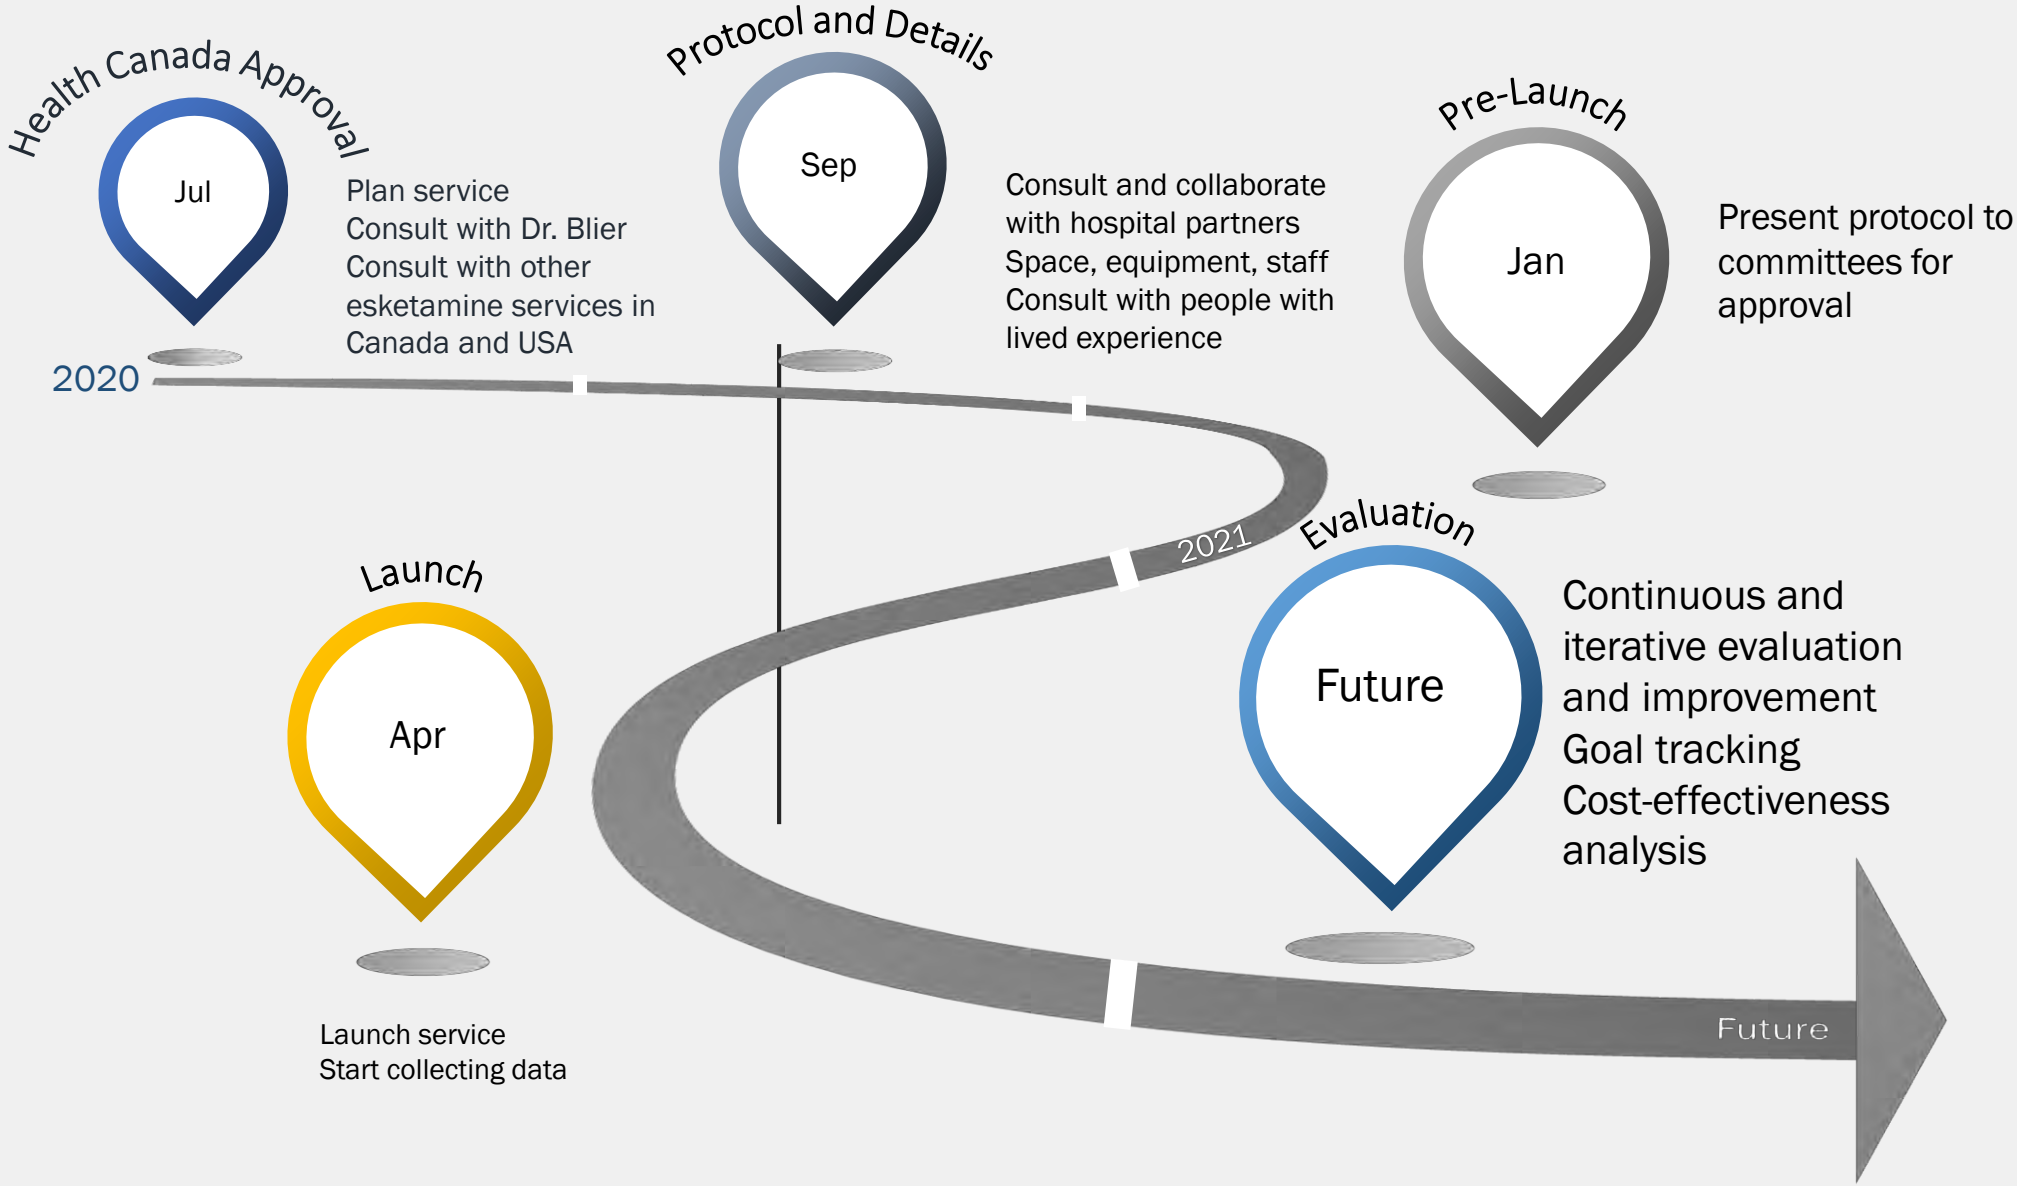 Health Canada Approval
Jul
Plan service
Consult with Dr. Blier
Consult with other
esketamine services in
Canada and USA
2020
Protocol and Details
Sep
Consult and collaborate
with hospital partners
Space, equipment, staff
Consult with people with
lived experience
Pre-Launch
Jan
Present protocol to
committees for
approval
2021
Launch
Apr
Launch service
Start collecting data
Evaluation
Future
Continuous and
iterative evaluation
and improvement
Goal tracking
Cost-effectiveness
analysis
Future